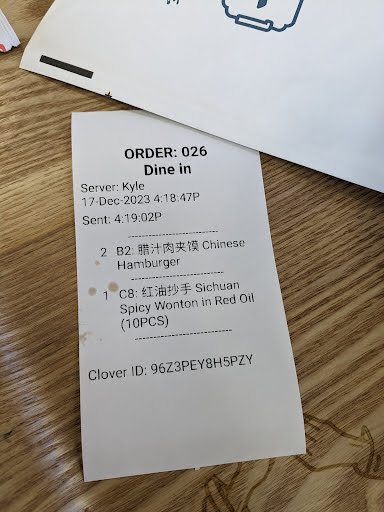 ORDER: 026
Dine in
Server: Kyle
17-Dec-2023 4:18:47P
Sent: 4:19:02P
2 B2: 腊汁肉夹馍 Chinese
Hamburger
1 C8: 红油抄手 Sichuan
Spicy Wonton in Red Oil
(10PCS)
Clover ID: 96Z3PEY8H5PZY